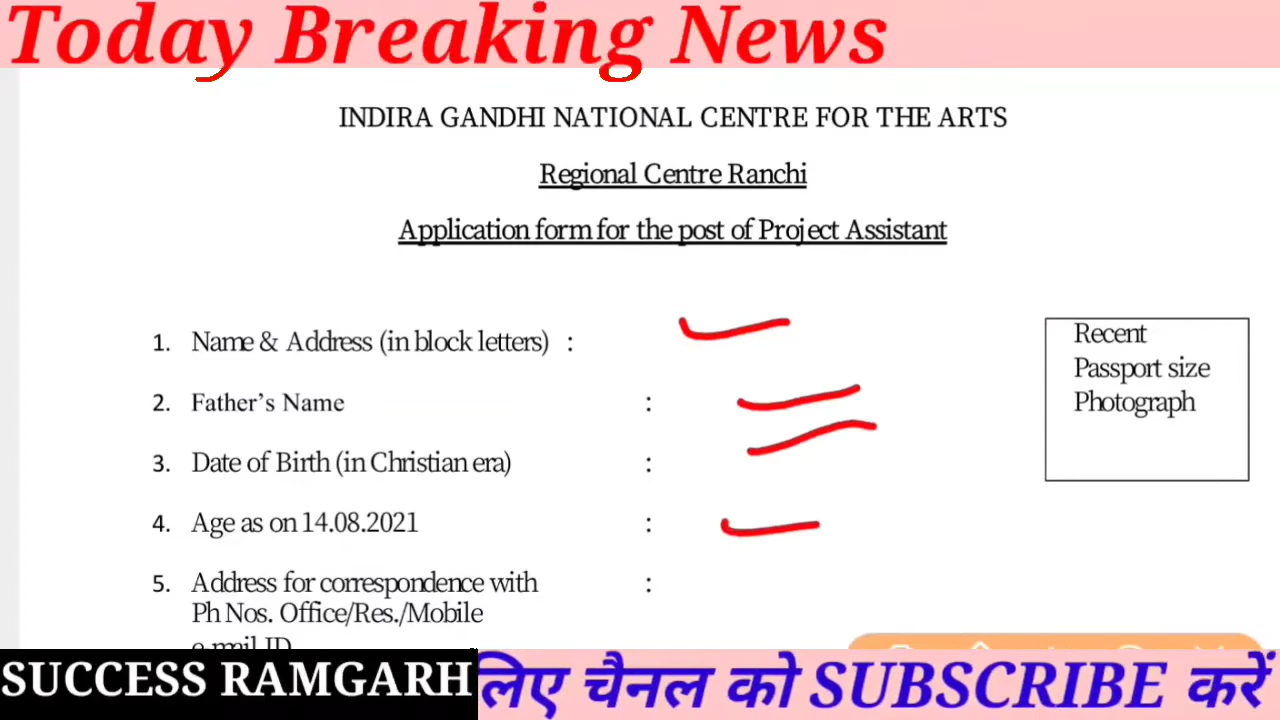 Today Breaking News
INDIRA GANDHI NATIONAL CENTRE FOR THE ARTS
Regional Centre Ranchi
Application form for the post of Project Assistant
1. Name & Address (in block letters) :
Recent
Passport size
Photograph
2. Father's Name :
3. Date of Birth (in Christian era) :
4. Age as on 14.08.2021 :
5. Address for correspondence with :
Ph Nos. Office/Res./Mobile
e-mail ID
SUCCESS RAMGARH
लिए चैनल को SUBSCRIBE करें